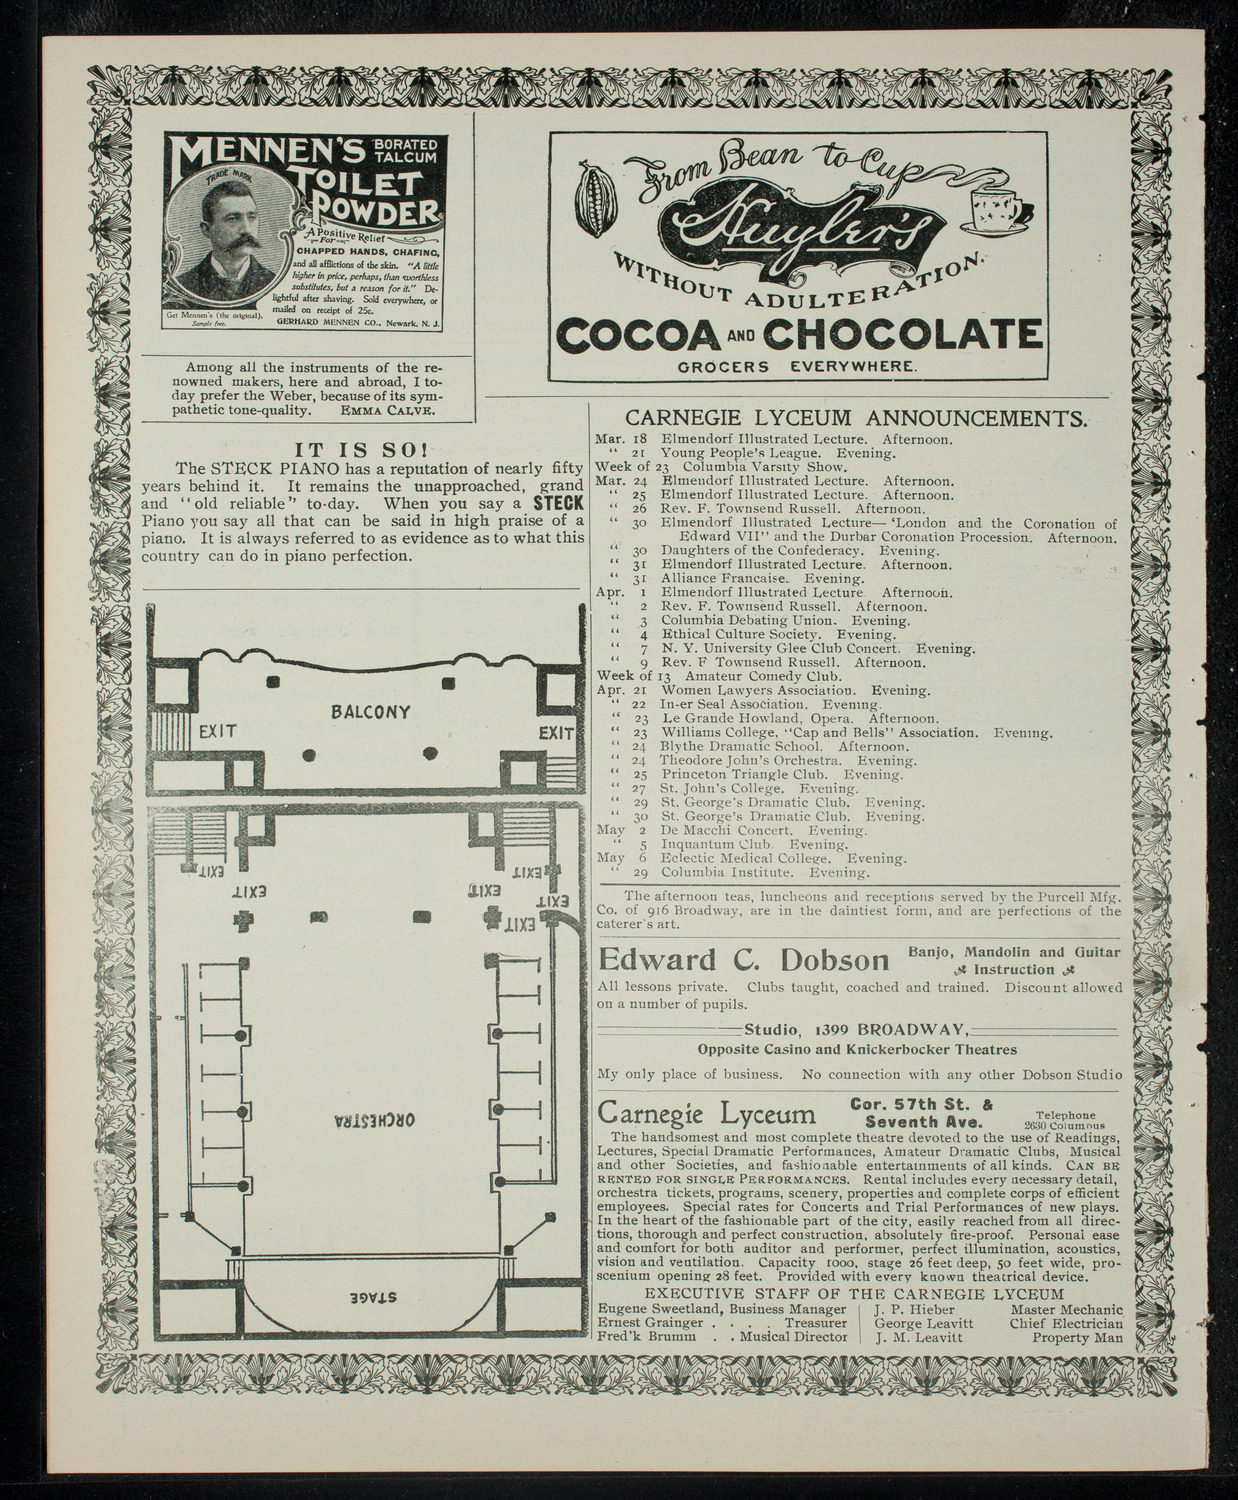 MENNEN'S BORATED TALCUM
TOILET
POWDER
TRADE MARK
A Positive Relief
For
CHAPPED HANDS, CHAFING,
and all afflictions of the skin. "A little
higher in price, perhaps, than worthless
substitutes, but a reason for it." De-
lightful after shaving. Sold everywhere, or
mailed on receipt of 25c.
GERHARD MENNEN CO., Newark, N. J.
Get Mennen's (the original).
Sample free.
From Bean to Cup
Huyler's
WITHOUT ADULTERATION.
COCOA AND CHOCOLATE
GROCERS EVERYWHERE.
Among all the instruments of the re-
nowned makers, here and abroad, I to-
day prefer the Weber, because of its sym-
pathetic tone-quality. EMMA CALVE.
IT IS SO!
The STECK PIANO has a reputation of nearly fifty
years behind it. It remains the unapproached, grand
and "old reliable" to-day. When you say a STECK
Piano you say all that can be said in high praise of a
piano. It is always referred to as evidence as to what this
country can do in piano perfection.
BALCONY
EXIT
EXIT
EXIT
EXIT
EXIT
EXIT
EXIT
EXIT
ORCHESTRA
STAGE
CARNEGIE LYCEUM ANNOUNCEMENTS.
Mar. 18 Elmendorf Illustrated Lecture. Afternoon.
" 21 Young People's League. Evening.
Week of 23 Columbia Varsity Show.
Mar. 24 Elmendorf Illustrated Lecture. Afternoon.
" 25 Elmendorf Illustrated Lecture. Afternoon.
" 26 Rev. F. Townsend Russell. Afternoon.
" 30 Elmendorf Illustrated Lecture— 'London and the Coronation of
Edward VII" and the Durbar Coronation Procession. Afternoon.
" 30 Daughters of the Confederacy. Evening.
" 31 Elmendorf Illustrated Lecture. Afternoon.
" 31 Alliance Francaise. Evening.
Apr. 1 Elmendorf Illustrated Lecture. Afternoon.
" 2 Rev. F. Townsend Russell. Afternoon.
" 3 Columbia Debating Union. Evening.
" 4 Ethical Culture Society. Evening.
" 7 N. Y. University Glee Club Concert. Evening.
" 9 Rev. F Townsend Russell. Afternoon.
Week of 13 Amateur Comedy Club.
Apr. 21 Women Lawyers Association. Evening.
" 22 In-er Seal Association. Evening.
" 23 Le Grande Howland, Opera. Afternoon.
" 23 Williams College, "Cap and Bells" Association. Evening.
" 24 Blythe Dramatic School. Afternoon.
" 24 Theodore John's Orchestra. Evening.
" 25 Princeton Triangle Club. Evening.
" 27 St. John's College. Evening.
" 29 St. George's Dramatic Club. Evening.
" 30 St. George's Dramatic Club. Evening.
May 2 De Macchi Concert. Evening.
" 5 Inquantum Club. Evening.
May 6 Eclectic Medical College. Evening.
" 29 Columbia Institute. Evening.
The afternoon teas, luncheons and receptions served by the Purcell Mfg.
Co. of 916 Broadway, are in the daintiest form, and are perfections of the
caterer's art.
Edward C. Dobson Banjo, Mandolin and Guitar
Instruction
All lessons private. Clubs taught, coached and trained. Discount allowed
on a number of pupils.
Studio, 1399 BROADWAY,
Opposite Casino and Knickerbocker Theatres
My only place of business. No connection with any other Dobson Studio
Carnegie Lyceum Cor. 57th St. &
Seventh Ave. Telephone
2630 Columbus
The handsomest and most complete theatre devoted to the use of Readings,
Lectures, Special Dramatic Performances, Amateur Dramatic Clubs, Musical
and other Societies, and fashionable entertainments of all kinds. CAN BE
RENTED FOR SINGLE PERFORMANCES. Rental includes every necessary detail,
orchestra tickets, programs, scenery, properties and complete corps of efficient
employees. Special rates for Concerts and Trial Performances of new plays.
In the heart of the fashionable part of the city, easily reached from all direc-
tions, thorough and perfect construction, absolutely fire-proof. Personal ease
and comfort for both auditor and performer, perfect illumination, acoustics,
vision and ventilation. Capacity 1000, stage 26 feet deep, 50 feet wide, pro-
scenium opening 28 feet. Provided with every known theatrical device.
EXECUTIVE STAFF OF THE CARNEGIE LYCEUM
Eugene Sweetland, Business Manager J. P. Hieber Master Mechanic
Ernest Grainger . . . . Treasurer George Leavitt Chief Electrician
Fred'k Brumm . . Musical Director J. M. Leavitt Property Man